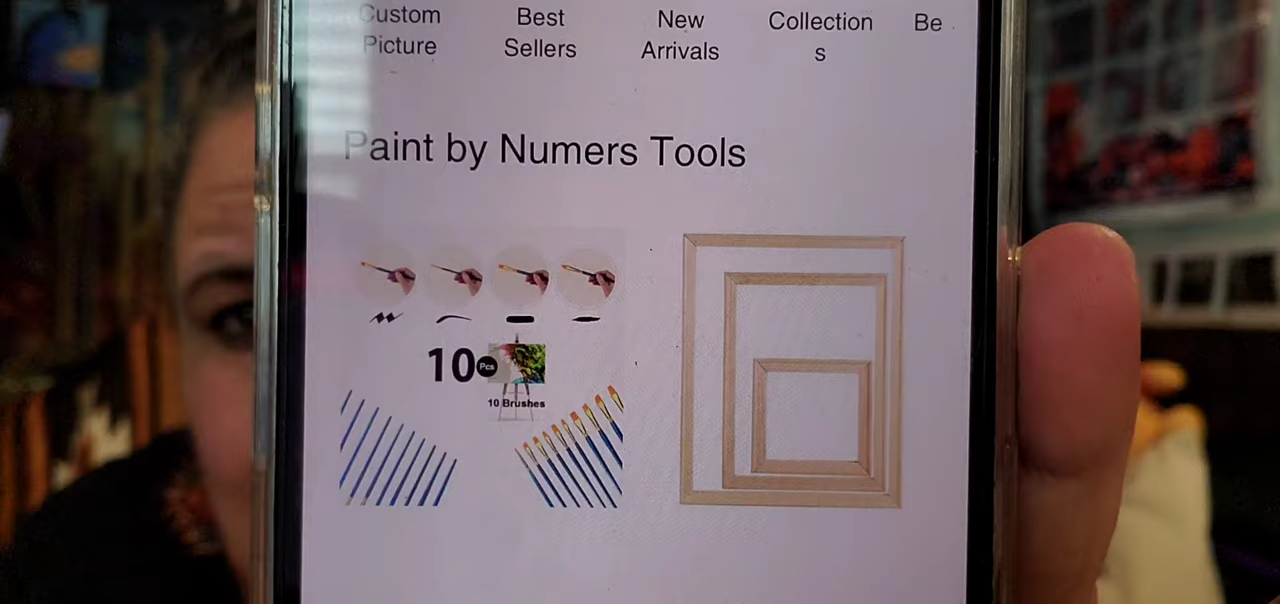 Custom
Picture
Best
Sellers
New
Arrivals
Collection
s
Be
Paint by Numers Tools
10 Pcs
10 Brushes